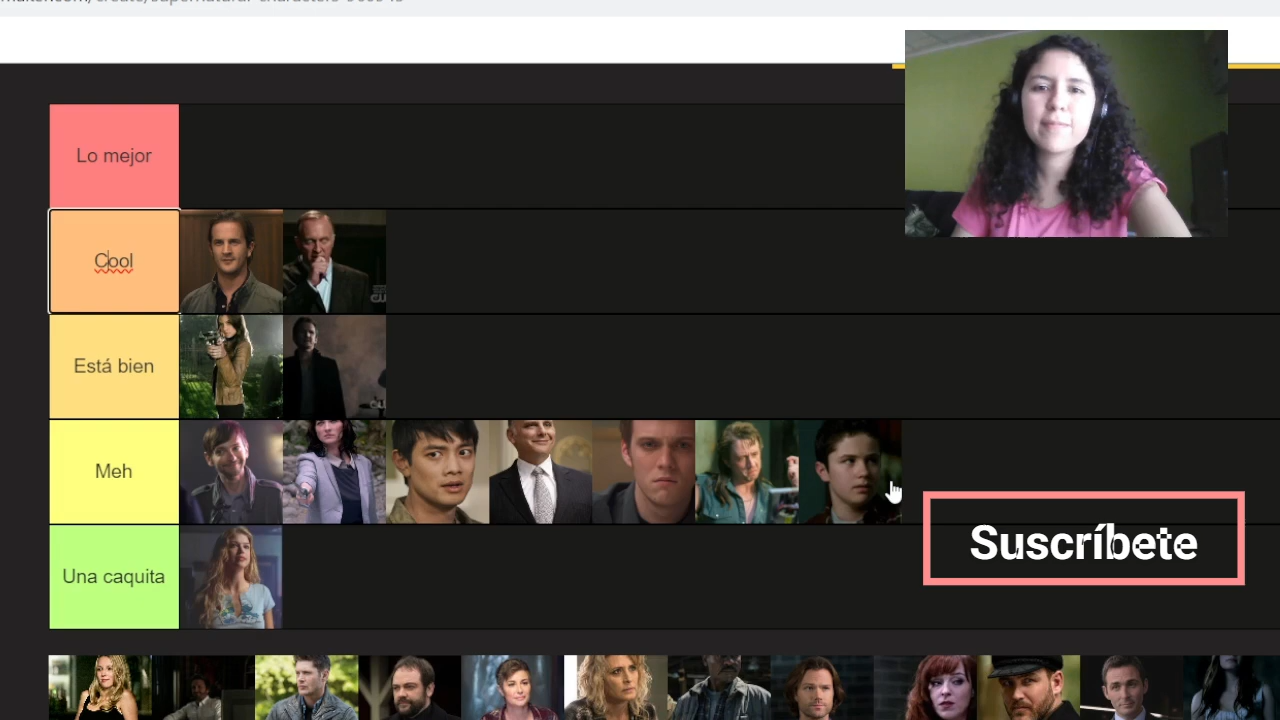 Lo mejor
Cool
Está bien
Meh
Una caquita
Suscríbete